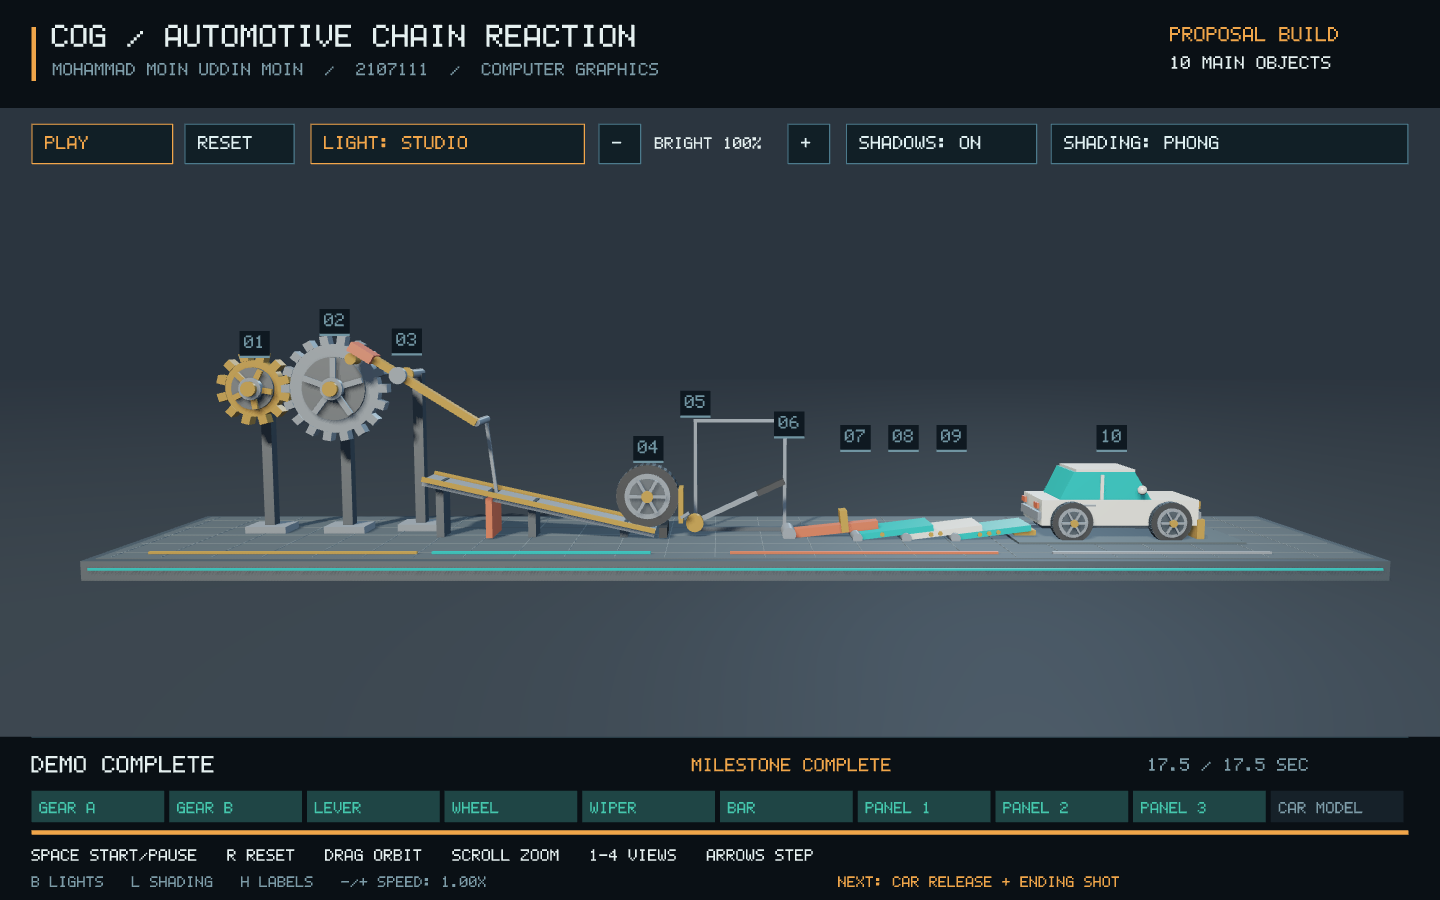 COG / AUTOMOTIVE CHAIN REACTION
PROPOSAL BUILD
MOHAMMAD MOIN UDDIN MOIN / 2107111 / COMPUTER GRAPHICS
10 MAIN OBJECTS
PLAY
RESET
LIGHT: STUDIO
-
BRIGHT 100%
+
SHADOWS: ON
SHADING: PHONG
01
02
03
04
05
06
07
08
09
10
DEMO COMPLETE
MILESTONE COMPLETE
17.5 / 17.5 SEC
GEAR A
GEAR B
LEVER
WHEEL
WIPER
BAR
PANEL 1
PANEL 2
PANEL 3
CAR MODEL
SPACE START/PAUSE R RESET DRAG ORBIT SCROLL ZOOM 1-4 VIEWS ARROWS STEP
B LIGHTS L SHADING H LABELS -/+ SPEED: 1.00X
NEXT: CAR RELEASE + ENDING SHOT